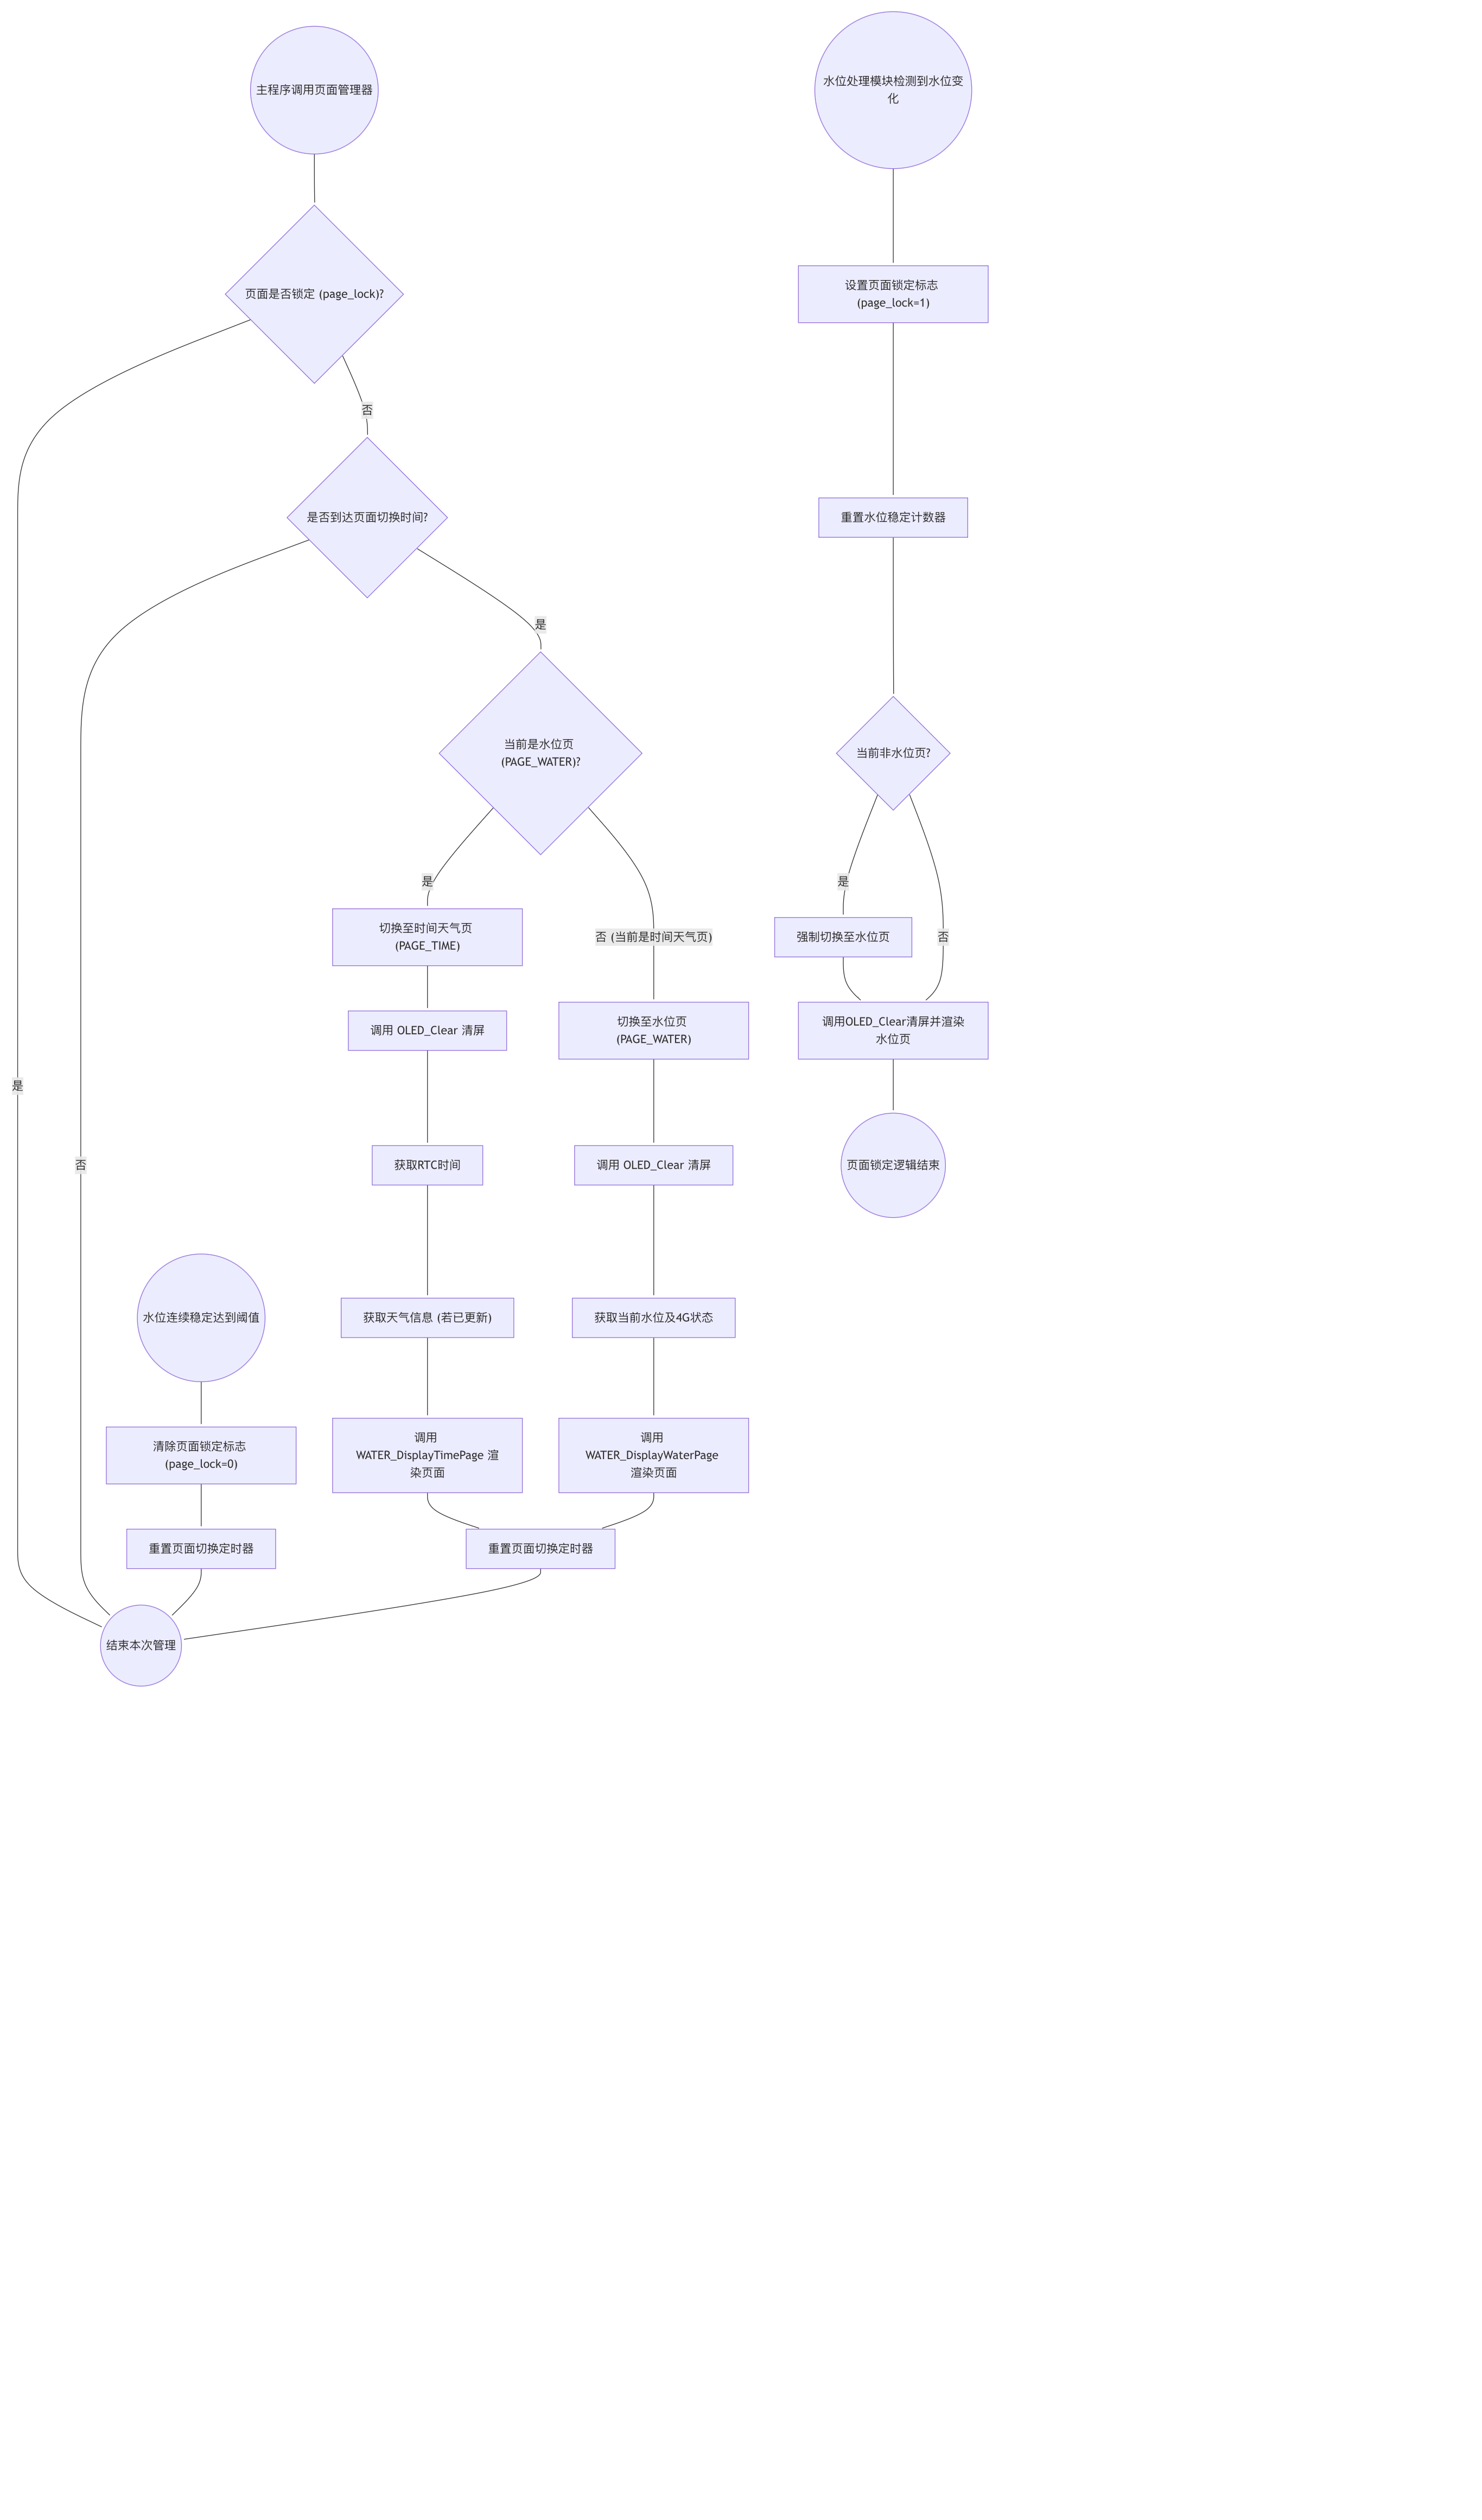 主程序调用页面管理器
页面是否锁定 (page_lock)?
否
是否到达页面切换时间?
是
当前是水位页
(PAGE_WATER)?
是
切换至时间天气页
(PAGE_TIME)
否 (当前是时间天气页)
调用 OLED_Clear 清屏
切换至水位页
(PAGE_WATER)
是
否
获取RTC时间
调用 OLED_Clear 清屏
水位连续稳定达到阈值
获取天气信息 (若已更新)
获取当前水位及4G状态
清除页面锁定标志
(page_lock=0)
调用
WATER_DisplayTimePage 渲
染页面
调用
WATER_DisplayWaterPage
渲染页面
重置页面切换定时器
重置页面切换定时器
结束本次管理
水位处理模块检测到水位变
化
设置页面锁定标志
(page_lock=1)
重置水位稳定计数器
当前非水位页?
是
强制切换至水位页
否
调用OLED_Clear清屏并渲染
水位页
页面锁定逻辑结束